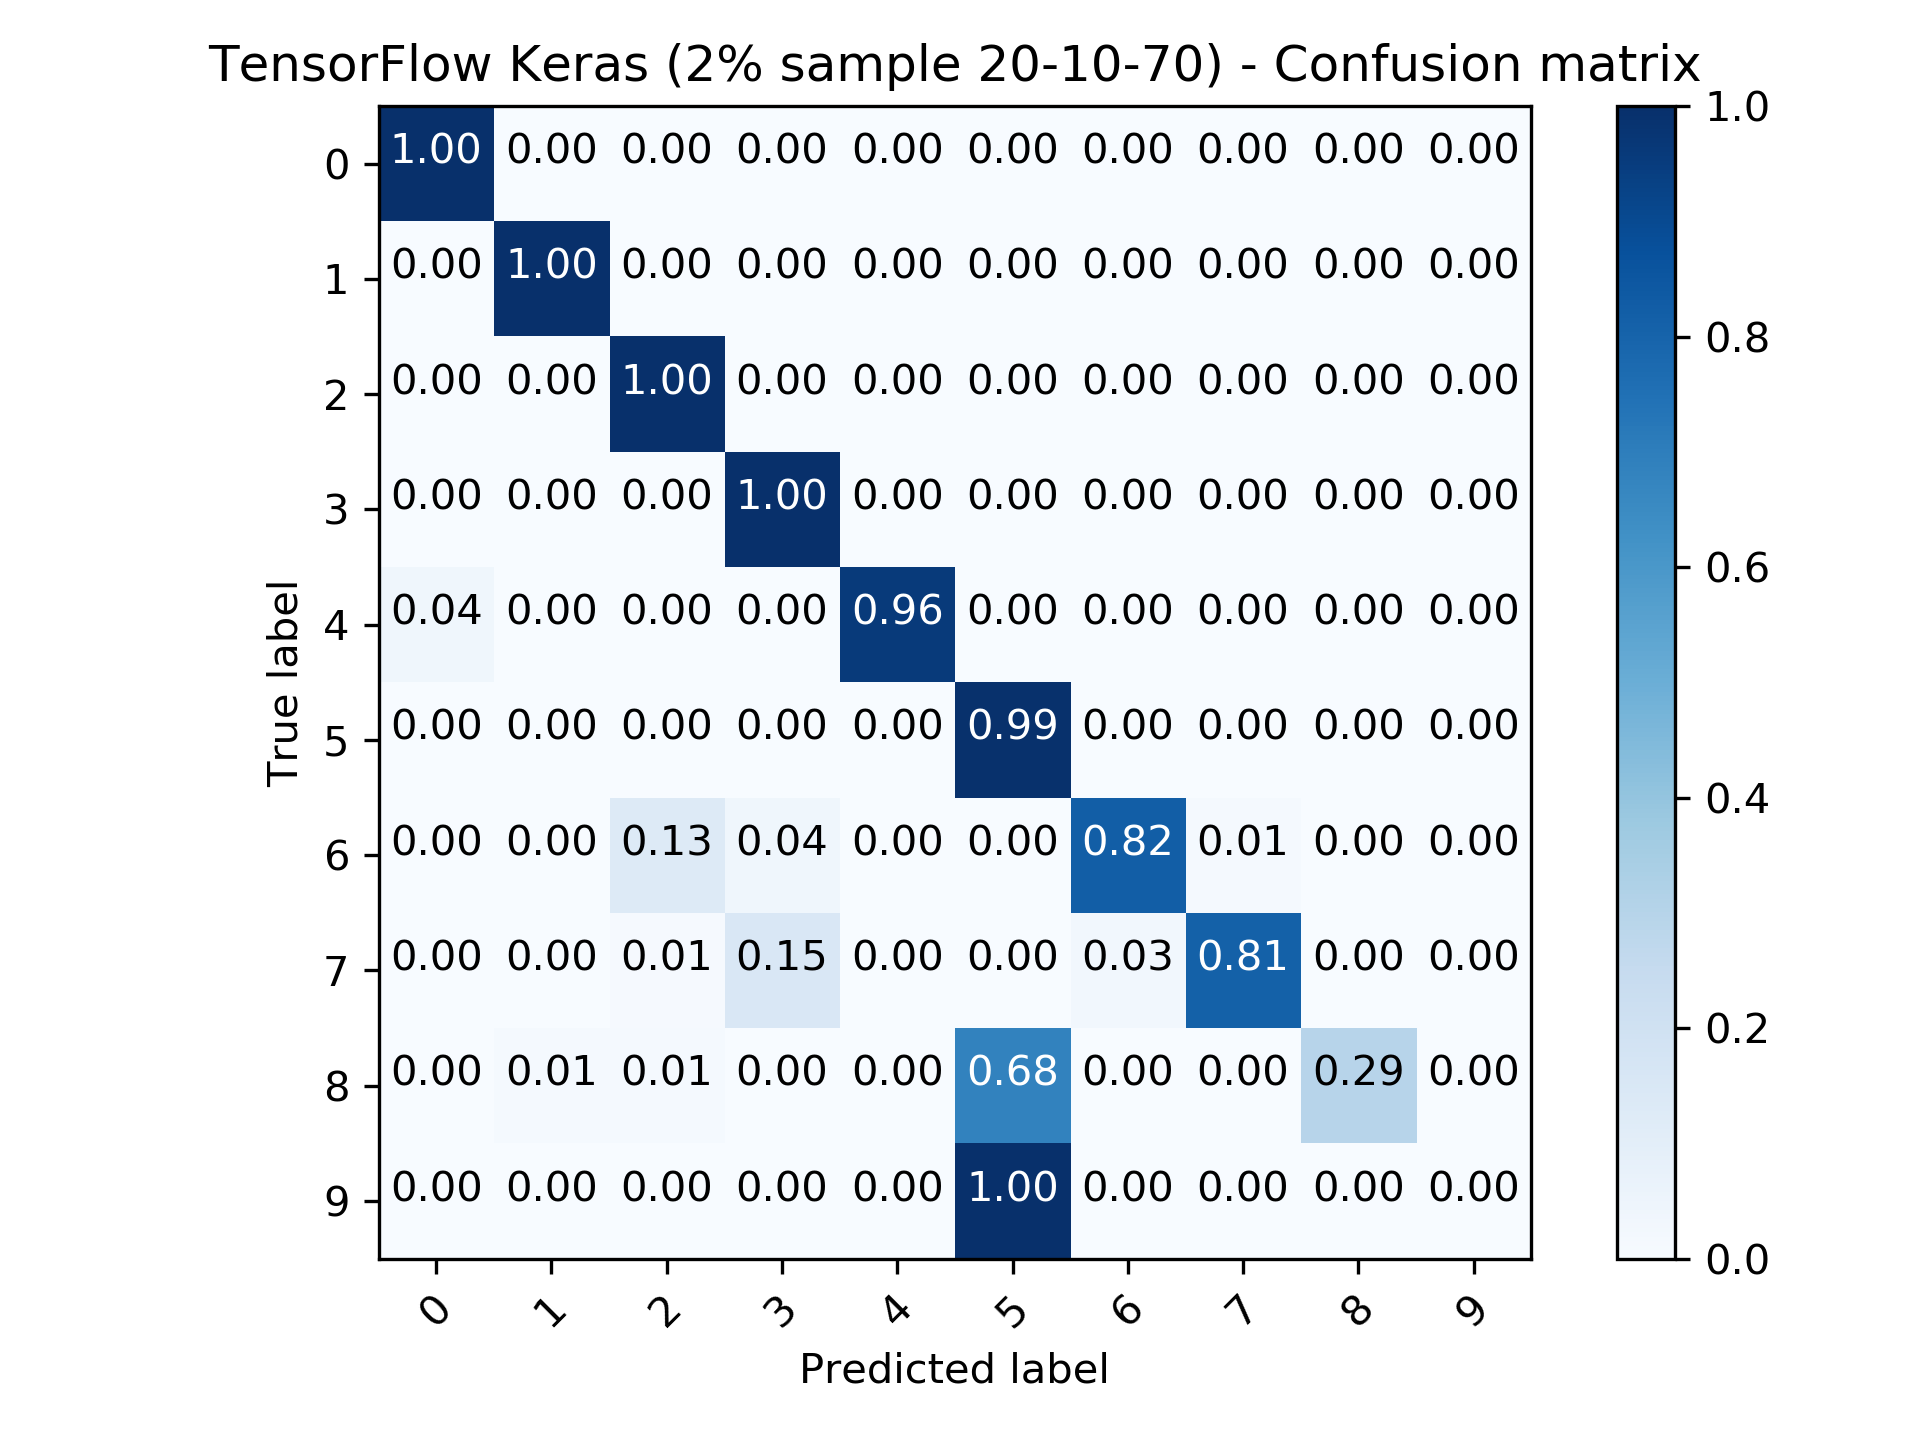 TensorFlow Keras (2% sample 20-10-70) - Confusion matrix
1.0
0 1.00 0.00 0.00 0.00 0.00 0.00 0.00 0.00 0.00 0.00
1 0.00 1.00 0.00 0.00 0.00 0.00 0.00 0.00 0.00 0.00
0.8
2 0.00 0.00 1.00 0.00 0.00 0.00 0.00 0.00 0.00 0.00
3 0.00 0.00 0.00 1.00 0.00 0.00 0.00 0.00 0.00 0.00
0.6
4 0.04 0.00 0.00 0.00 0.96 0.00 0.00 0.00 0.00 0.00
True label
5 0.00 0.00 0.00 0.00 0.00 0.99 0.00 0.00 0.00 0.00
0.4
6 0.00 0.00 0.13 0.04 0.00 0.00 0.82 0.01 0.00 0.00
7 0.00 0.00 0.01 0.15 0.00 0.00 0.03 0.81 0.00 0.00
0.2
8 0.00 0.01 0.01 0.00 0.00 0.68 0.00 0.00 0.29 0.00
9 0.00 0.00 0.00 0.00 0.00 1.00 0.00 0.00 0.00 0.00
0.0
0 1 2 3 4 5 6 7 8 9
Predicted label